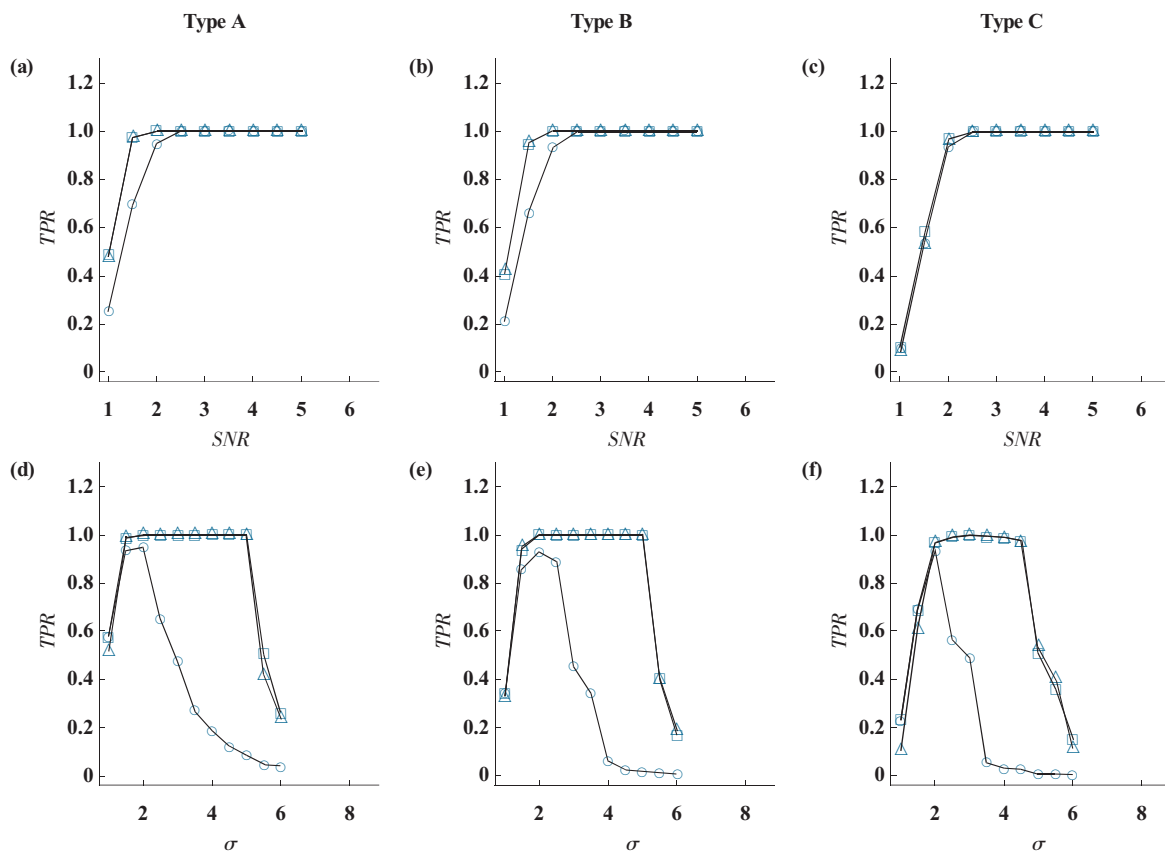 Type A Type B Type C
(a) (b) (c)
1.2 1.2 1.2
1.0 1.0 1.0
0.8 0.8 0.8
TPR TPR TPR
0.6 0.6 0.6
0.4 0.4 0.4
0.2 0.2 0.2
0 0 0
1 2 3 4 5 6 1 2 3 4 5 6 1 2 3 4 5 6
SNR SNR SNR
(d) (e) (f)
1.2 1.2 1.2
1.0 1.0 1.0
0.8 0.8 0.8
TPR TPR TPR
0.6 0.6 0.6
0.4 0.4 0.4
0.2 0.2 0.2
0 0 0
2 4 6 8 2 4 6 8 2 4 6 8
σ σ σ